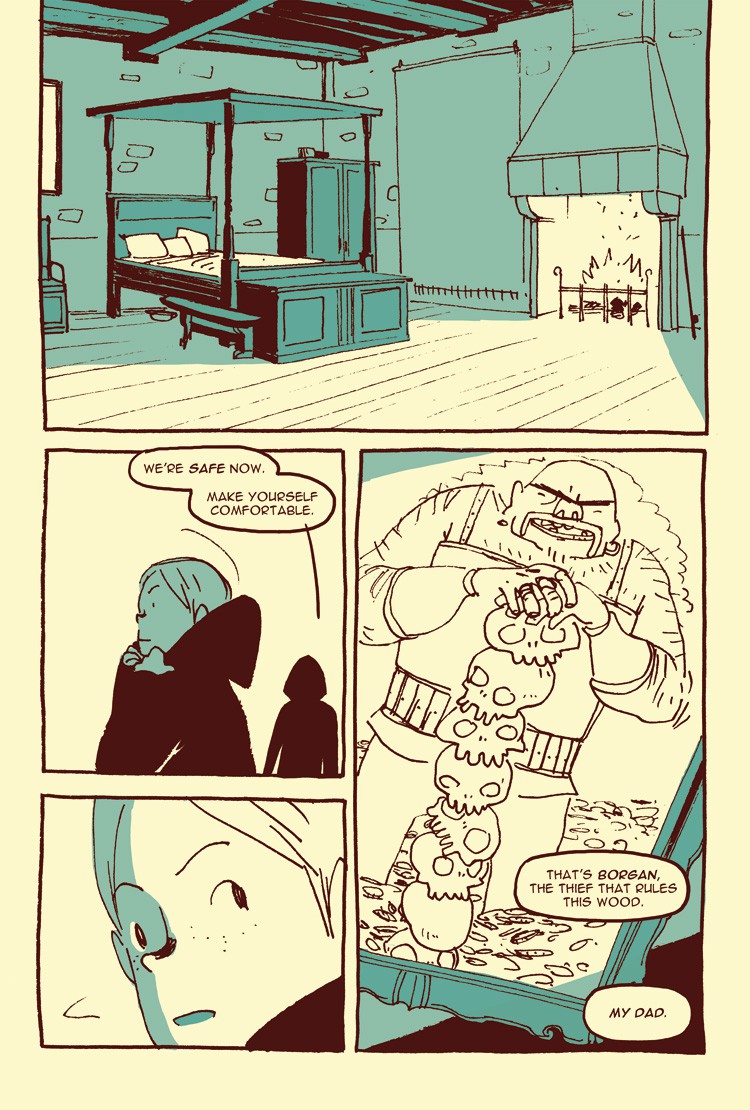 WE'RE SAFE NOW.
MAKE YOURSELF
COMFORTABLE.
THAT'S BORGAN,
THE THIEF THAT RULES
THIS WOOD.
MY DAD.